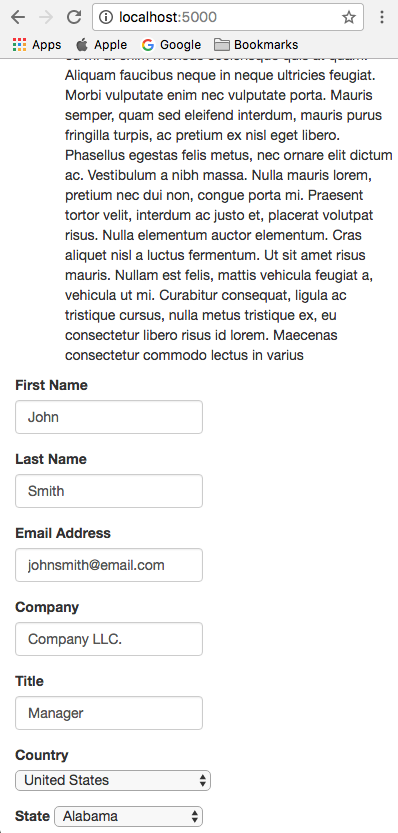 localhost:5000
Apps Apple Google Bookmarks
Aliquam faucibus neque in neque ultricies feugiat.
Morbi vulputate enim nec vulputate porta. Mauris
semper, quam sed eleifend interdum, mauris purus
fringilla turpis, ac pretium ex nisl eget libero.
Phasellus egestas felis metus, nec ornare elit dictum
ac. Vestibulum a nibh massa. Nulla mauris lorem,
pretium nec dui non, congue porta mi. Praesent
tortor velit, interdum ac justo et, placerat volutpat
risus. Nulla elementum auctor elementum. Cras
aliquet nisl a luctus fermentum. Ut sit amet risus
mauris. Nullam est felis, mattis vehicula feugiat a,
vehicula ut mi. Curabitur consequat, ligula ac
tristique cursus, nulla metus tristique ex, eu
consectetur libero risus id lorem. Maecenas
consectetur commodo lectus in varius
First Name
John
Last Name
Smith
Email Address
johnsmith@email.com
Company
Company LLC.
Title
Manager
Country
United States
State Alabama